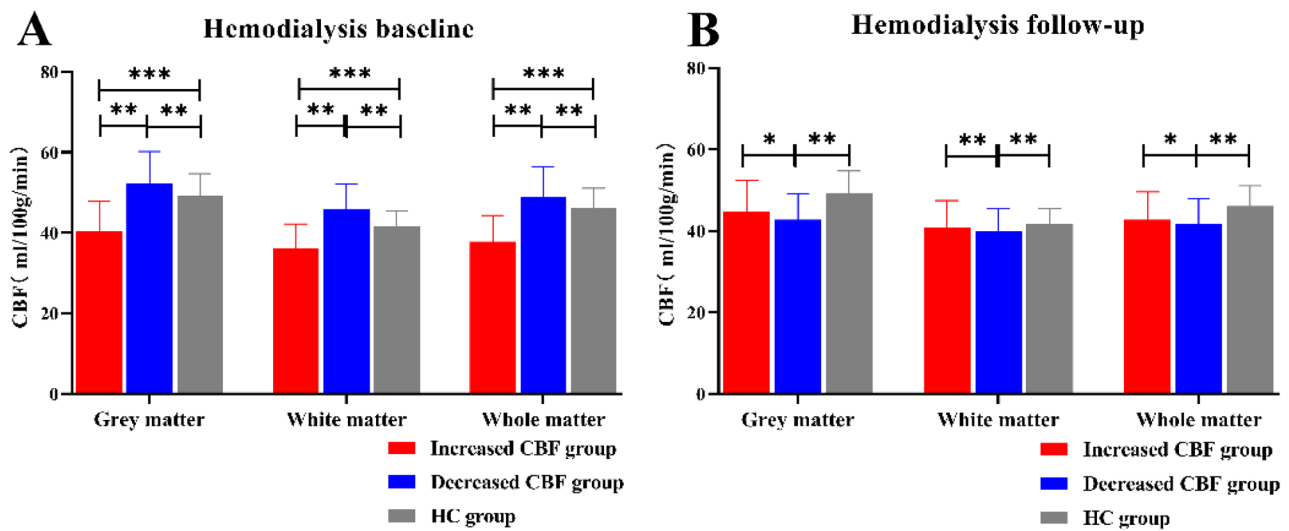 A
Hemodialysis baseline
CBF( ml/100g/min)
80
60
40
20
0
***
**
**
***
**
**
***
**
**
Grey matter
White matter
Whole matter
Increased CBF group
Decreased CBF group
HC group
B
Hemodialysis follow-up
CBF( ml/100g/min)
80
60
40
20
0
*
**
**
**
*
**
Grey matter
White matter
Whole matter
Increased CBF group
Decreased CBF group
HC group